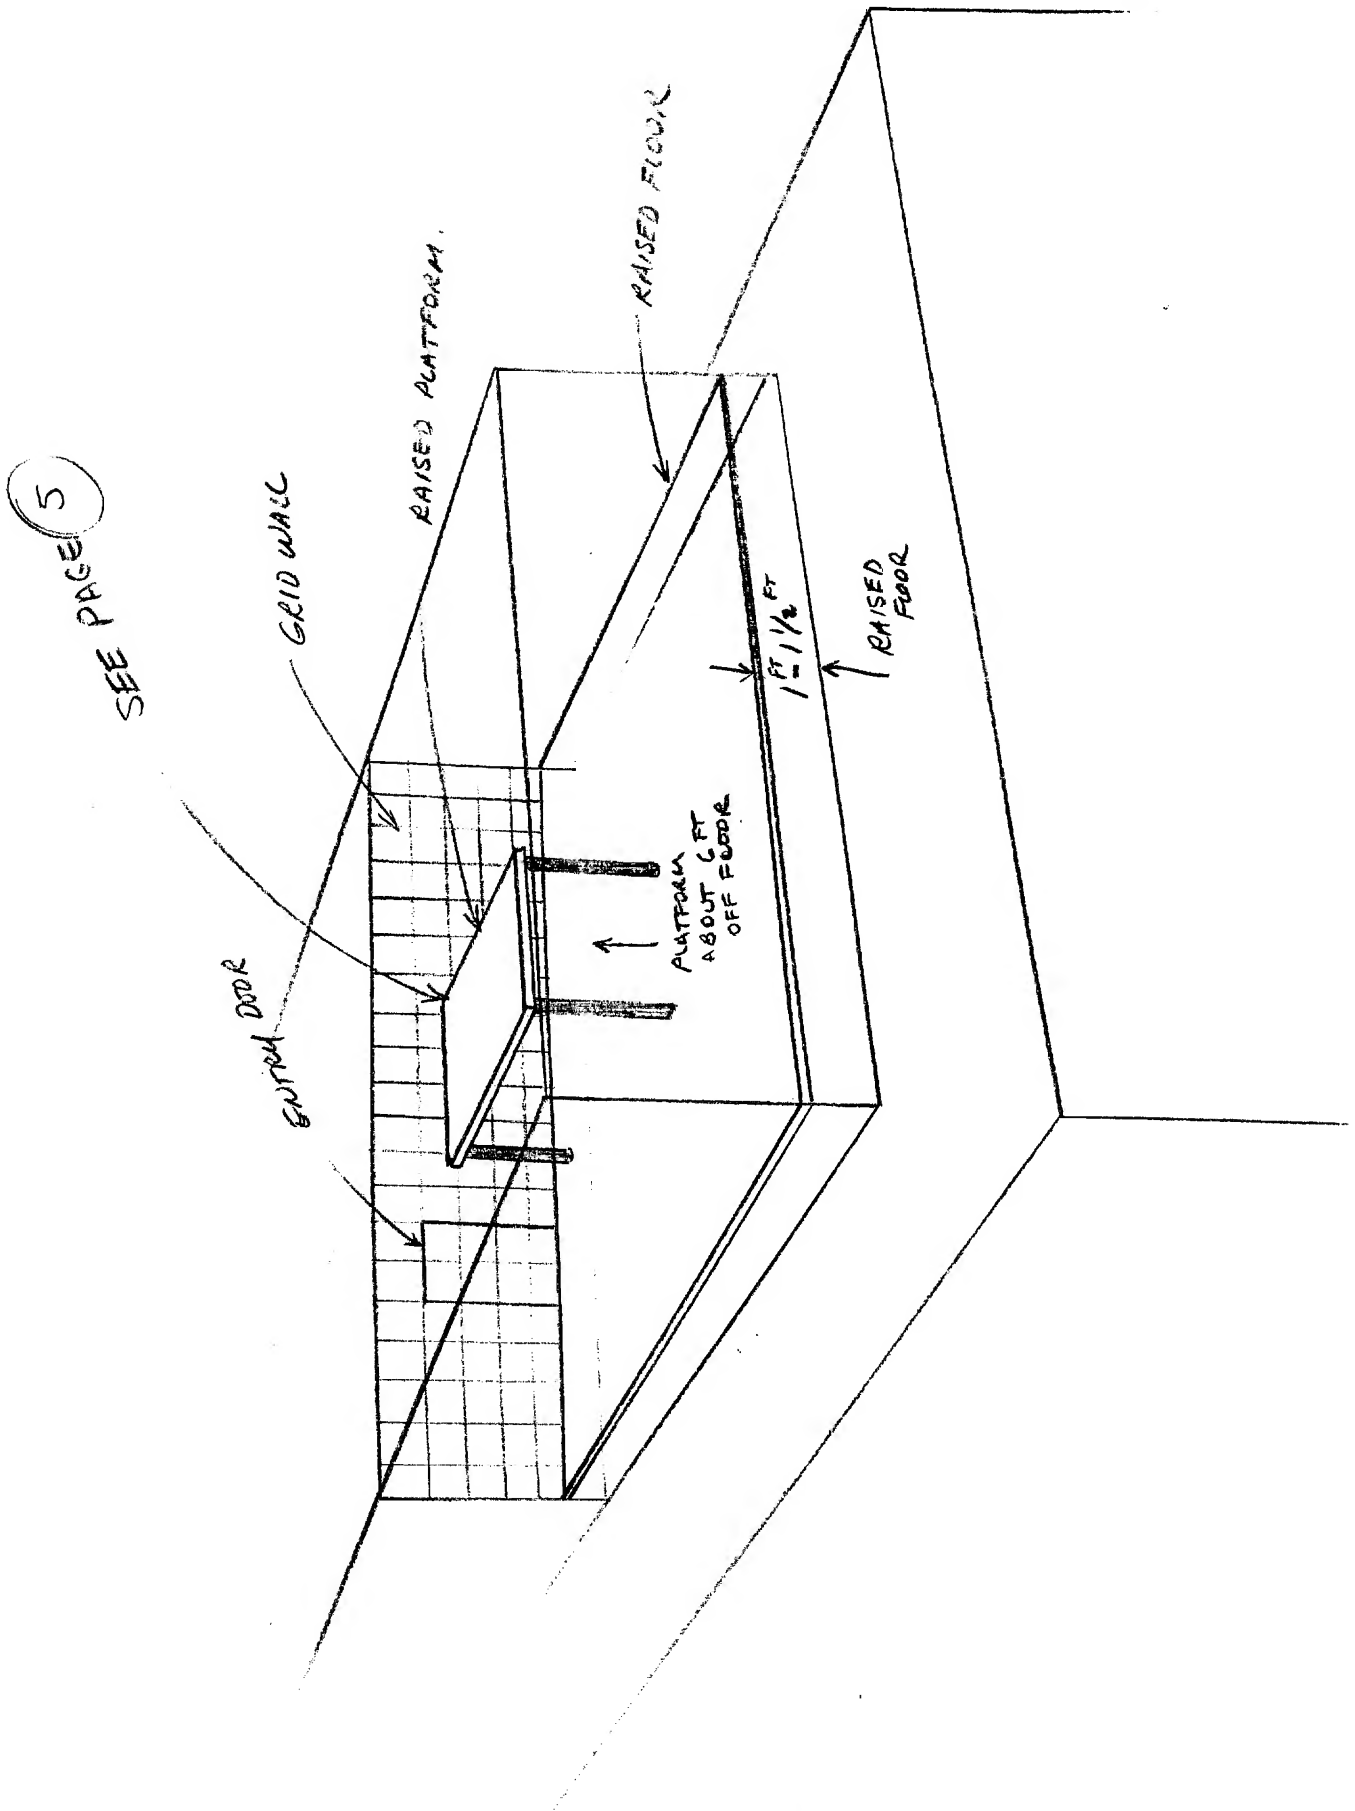 SEE PAGE 5
GRID WALL
RAISED PLATFORM.
ENTRY DOOR
RAISED FLOOR
PLATFORM
ABOUT 6 FT
OFF FLOOR
1 FT - 1 1/2 FT
RAISED
FLOOR